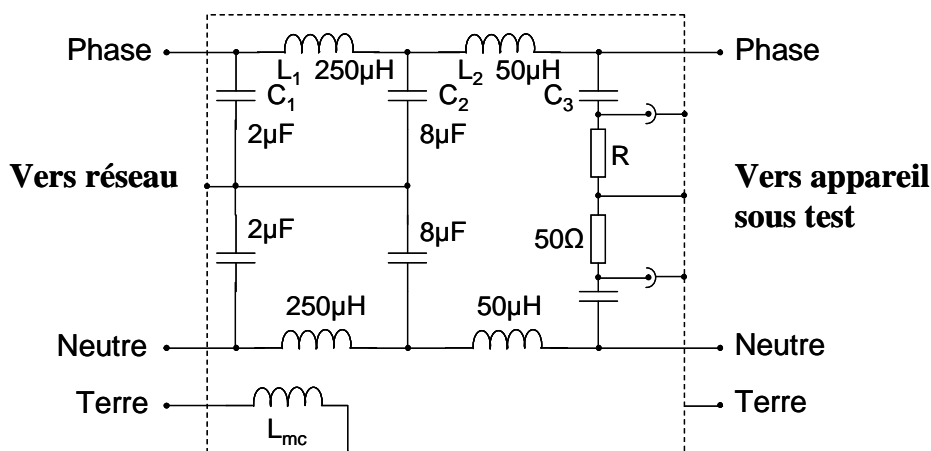 Phase
Phase
L1 250µH
L2 50µH
C1
C2
C3
2µF
8µF
R
Vers réseau
Vers appareil
sous test
2µF
8µF
50Ω
250µH
50µH
Neutre
Neutre
Terre
Terre
Lmc